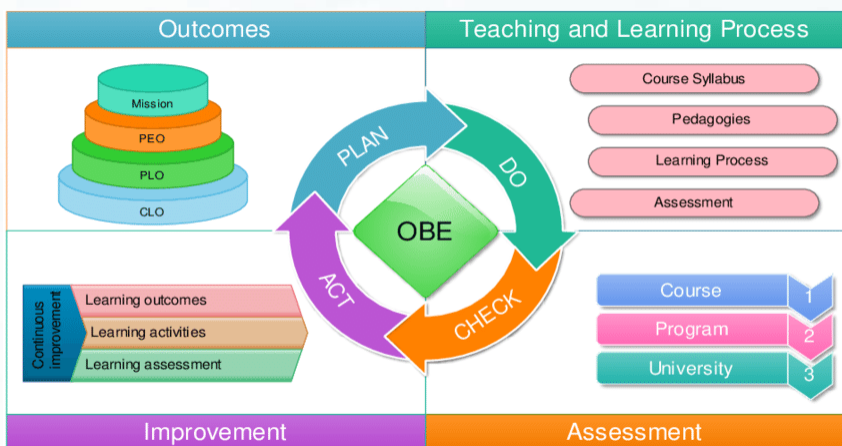 Outcomes
Teaching and Learning Process
Mission
PEO
PLO
CLO
Course Syllabus
Pedagogies
Learning Process
Assessment
PLAN
DO
CHECK
ACT
OBE
Continuous
improvement
Learning outcomes
Learning activities
Learning assessment
Course
1
Program
2
University
3
Improvement
Assessment